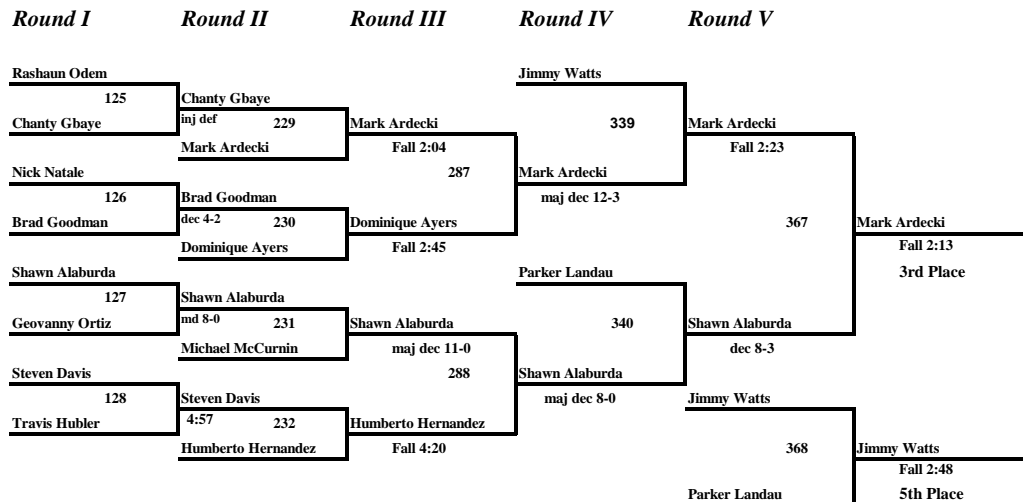 Round I Round II Round III Round IV Round V
Rashaun Odem Jimmy Watts
125 Chanty Gbaye
Chanty Gbaye inj def 229 Mark Ardecki 339 Mark Ardecki
Mark Ardecki Fall 2:04 Fall 2:23
Nick Natale 287 Mark Ardecki
126 Brad Goodman maj dec 12-3
Brad Goodman dec 4-2 230 Dominique Ayers 367 Mark Ardecki
Dominique Ayers Fall 2:45 Fall 2:13
Shawn Alaburda Parker Landau 3rd Place
127 Shawn Alaburda
Geovanny Ortiz md 8-0 231 Shawn Alaburda 340 Shawn Alaburda
Michael McCurnin maj dec 11-0 dec 8-3
Steven Davis 288 Shawn Alaburda
128 Steven Davis maj dec 8-0 Jimmy Watts
Travis Hubler 4:57 232 Humberto Hernandez
Humberto Hernandez Fall 4:20 368 Jimmy Watts
Fall 2:48
Parker Landau 5th Place